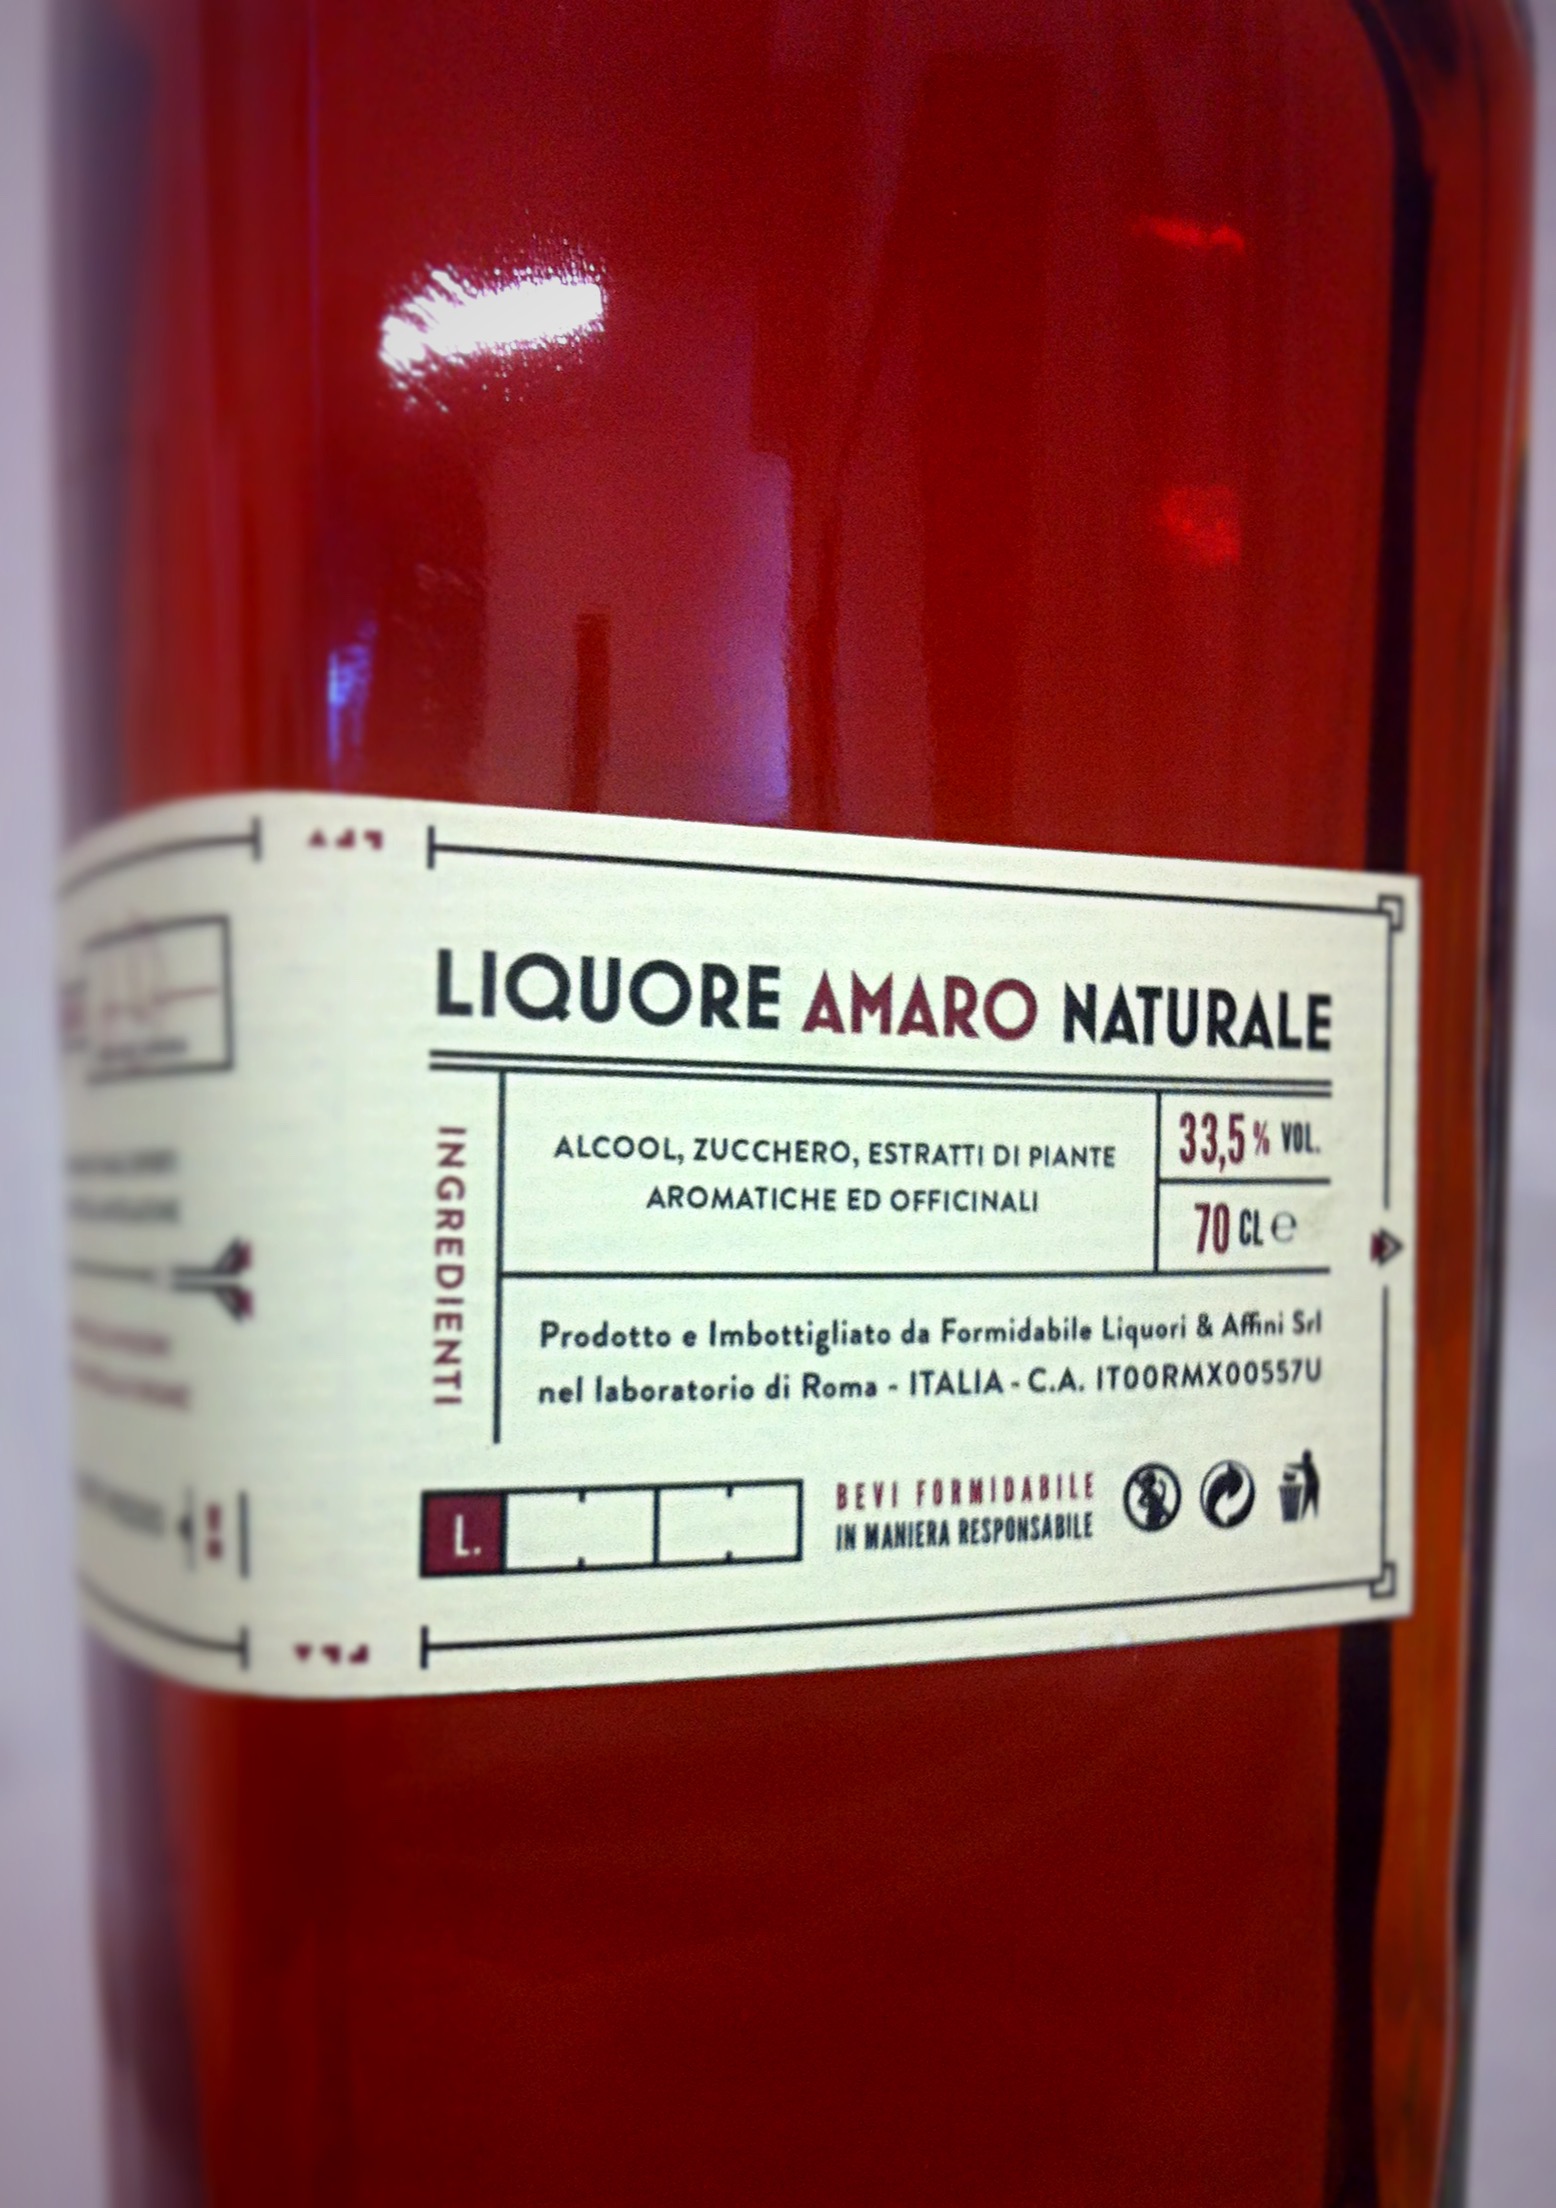 LIQUORE AMARO NATURALE
INGREDIENTI
ALCOOL, ZUCCHERO, ESTRATTI DI PIANTE
AROMATICHE ED OFFICINALI
33,5% VOL.
70 CL ℮
Prodotto e Imbottigliato da Formidabile Liquori & Affini Srl
nel laboratorio di Roma - ITALIA - C.A. IT00RMX00557U
L.
BEVI FORMIDABILE
IN MANIERA RESPONSABILE